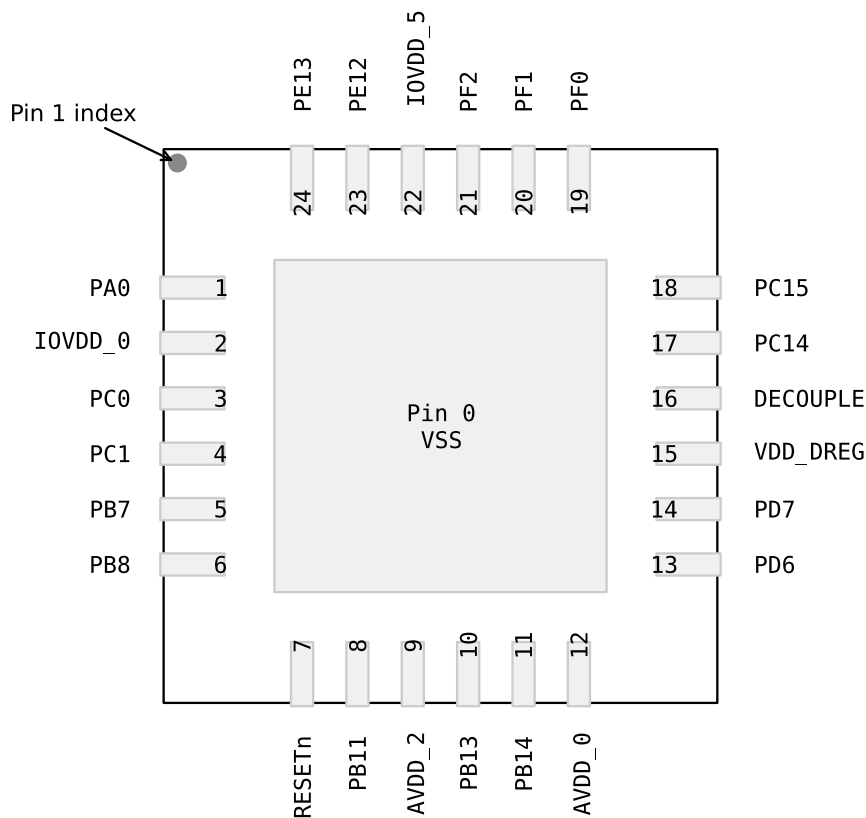 PE13
PE12
IOVDD_5
PF2
PF1
PF0
Pin 1 index
24
23
22
21
20
19
PA0 1
18 PC15
IOVDD_0 2
17 PC14
PC0 3
16 DECOUPLE
Pin 0
VSS
PC1 4
15 VDD_DREG
PB7 5
14 PD7
PB8 6
13 PD6
7
8
9
10
11
12
RESETn
PB11
AVDD_2
PB13
PB14
AVDD_0